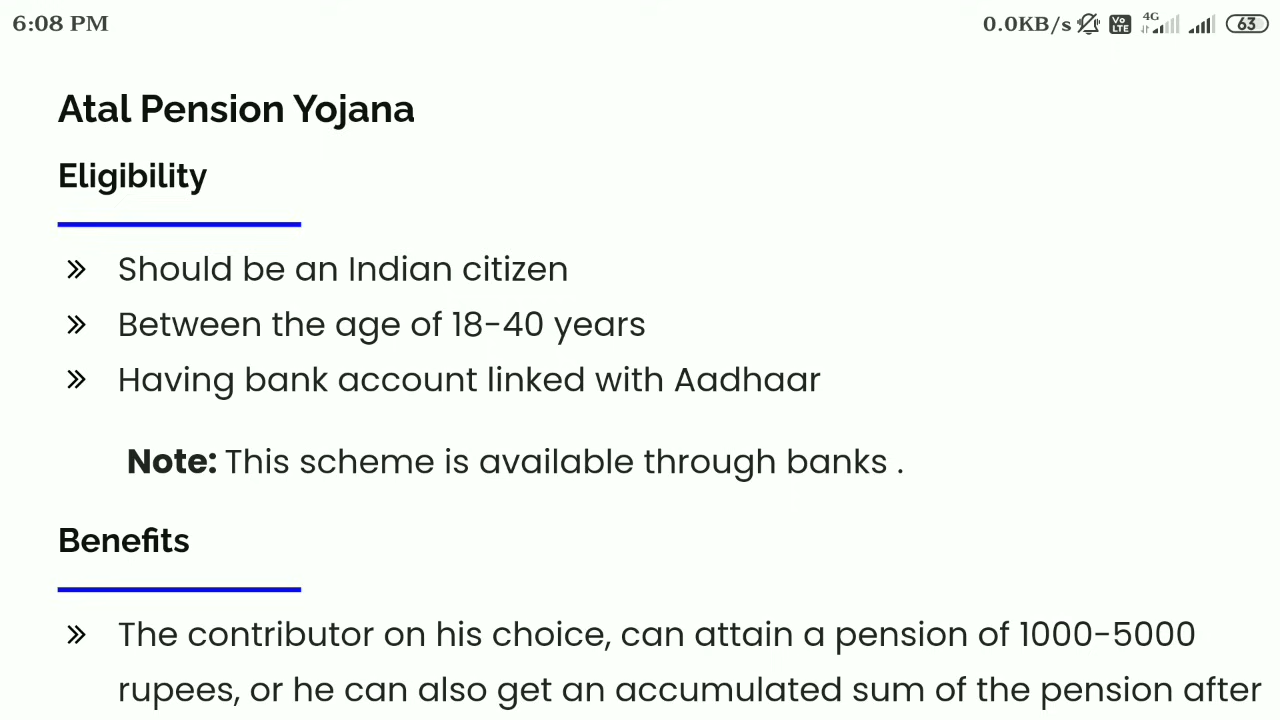 6:08 PM 0.0KB/s Vo LTE 4G 63
Atal Pension Yojana
Eligibility
» Should be an Indian citizen
» Between the age of 18-40 years
» Having bank account linked with Aadhaar
Note: This scheme is available through banks .
Benefits
» The contributor on his choice, can attain a pension of 1000-5000
rupees, or he can also get an accumulated sum of the pension after